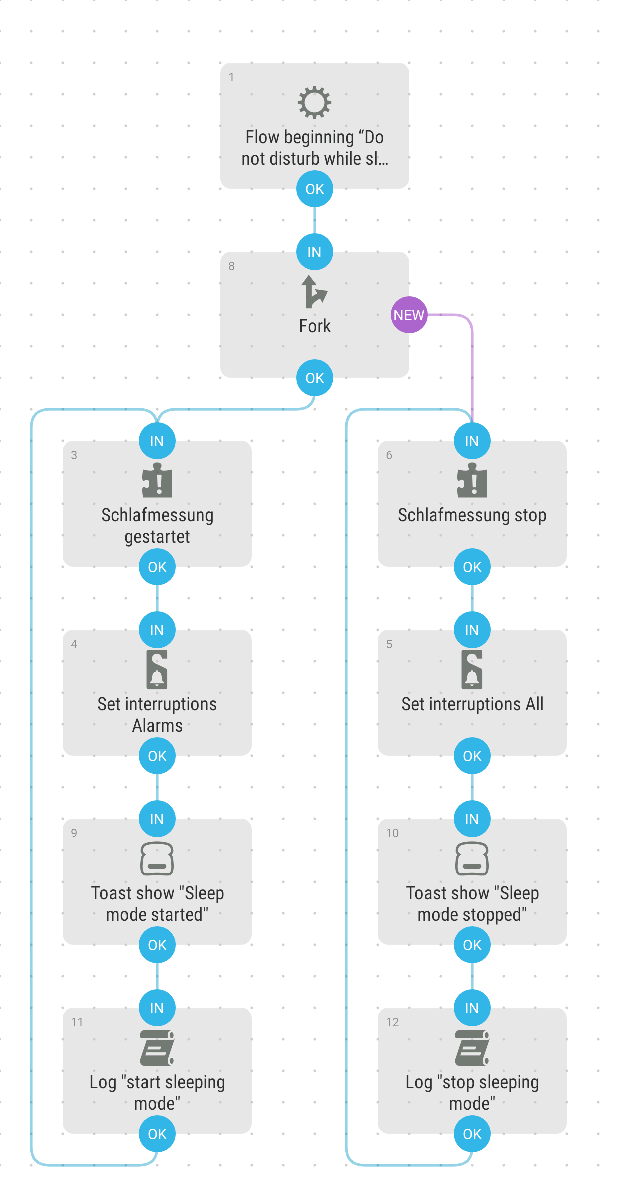 1
Flow beginning “Do
not disturb while sl…
OK
IN
8
Fork
NEW
OK
IN
3
Schlafmessung
gestartet
OK
IN
4
Set interruptions
Alarms
OK
IN
9
Toast show "Sleep
mode started"
OK
IN
11
Log "start sleeping
mode"
OK
IN
6
Schlafmessung stop
OK
IN
5
Set interruptions All
OK
IN
10
Toast show "Sleep
mode stopped"
OK
IN
12
Log "stop sleeping
mode"
OK